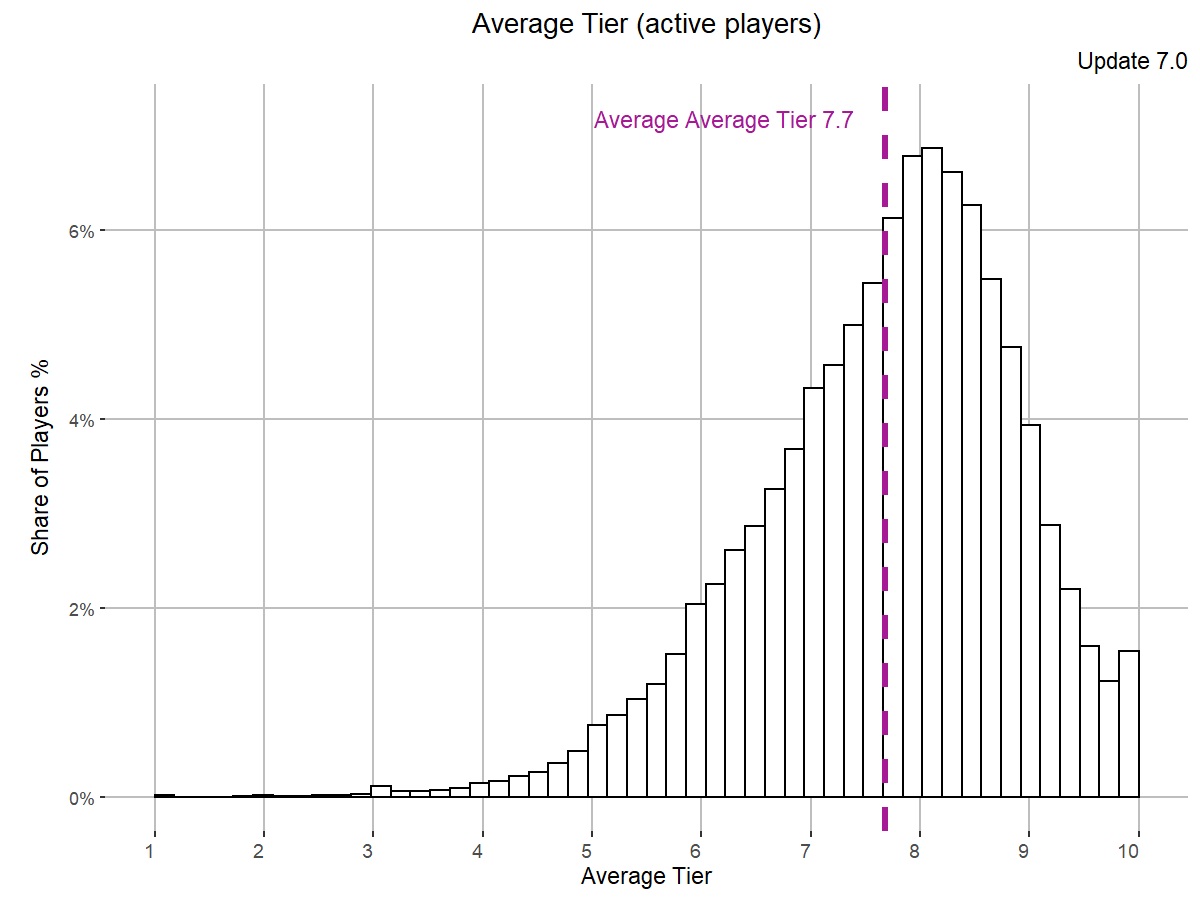 Average Tier (active players)
Update 7.0
Average Average Tier 7.7
6%
4%
2%
0%
Share of Players %
1 2 3 4 5 6 7 8 9 10
Average Tier